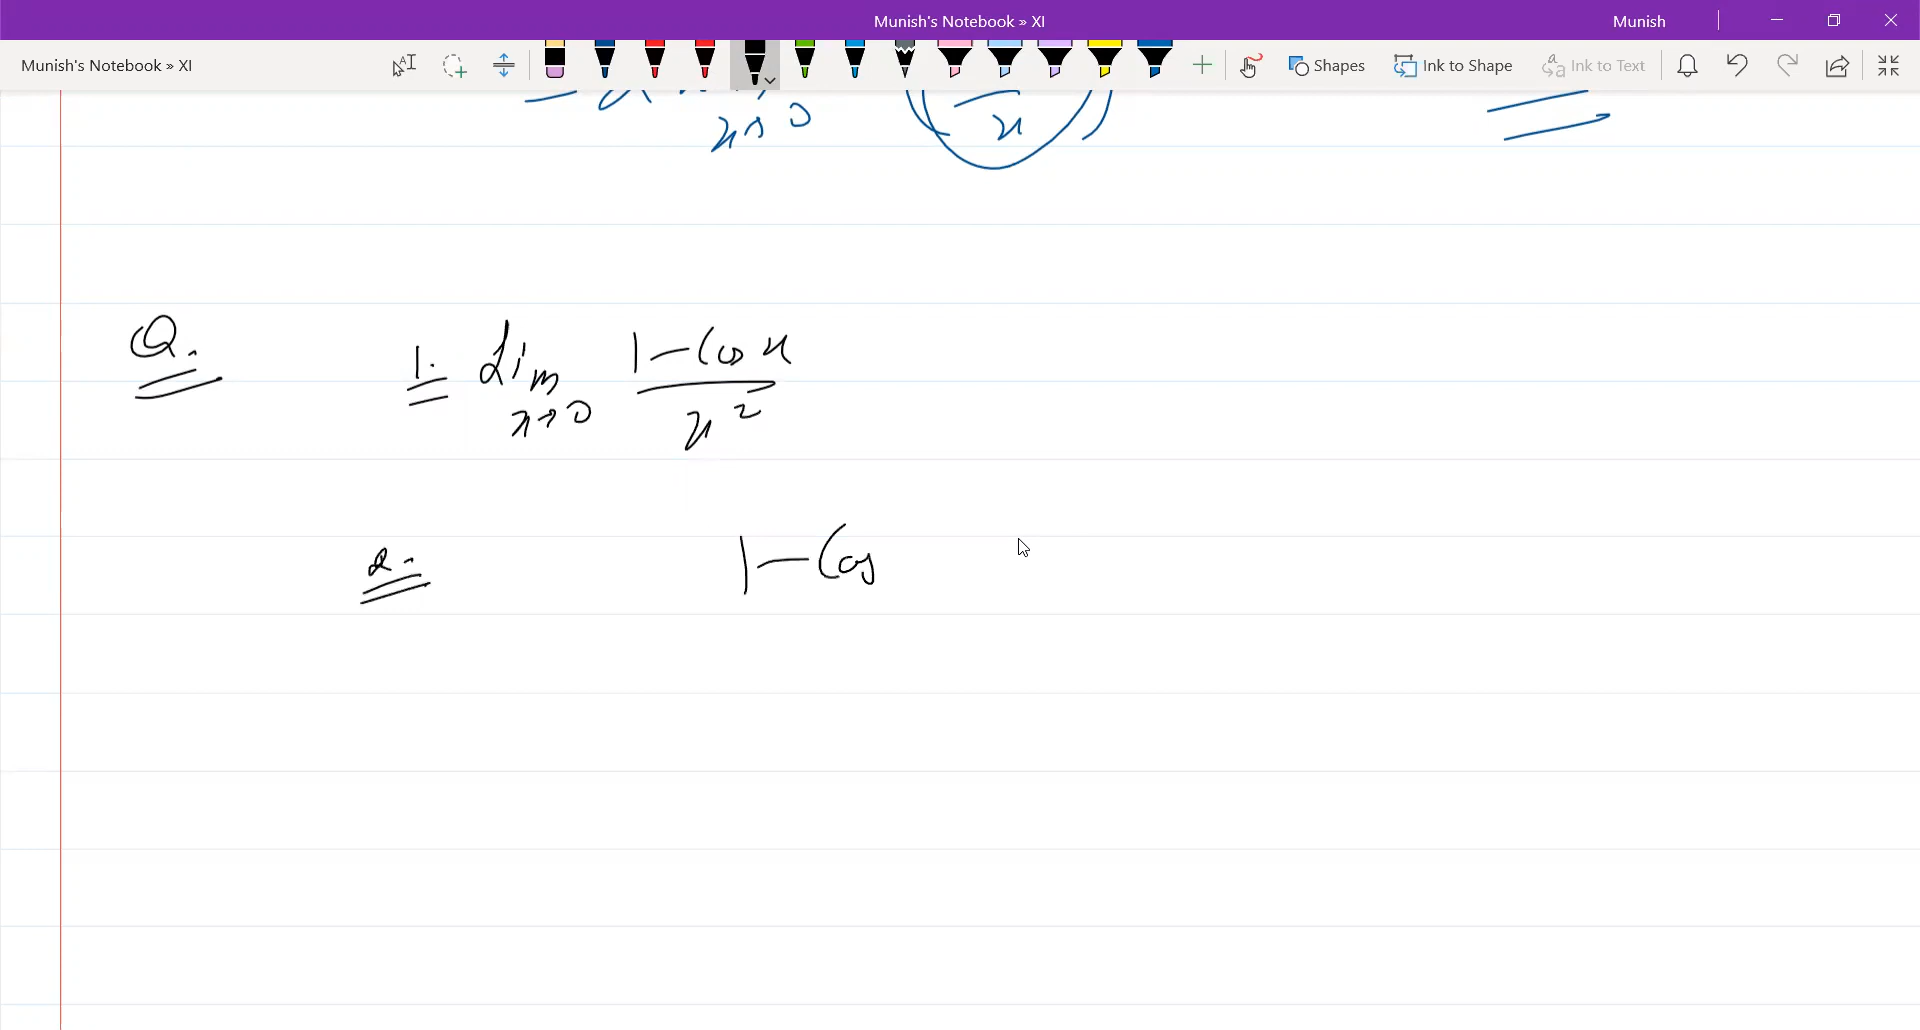 Munish's Notebook » XI
Munish
Munish's Notebook » XI
Shapes
Ink to Shape
Ink to Text
x→0
x
Q.
1. Lim 1-Cos x
x→0 x²
2. 1-Cos